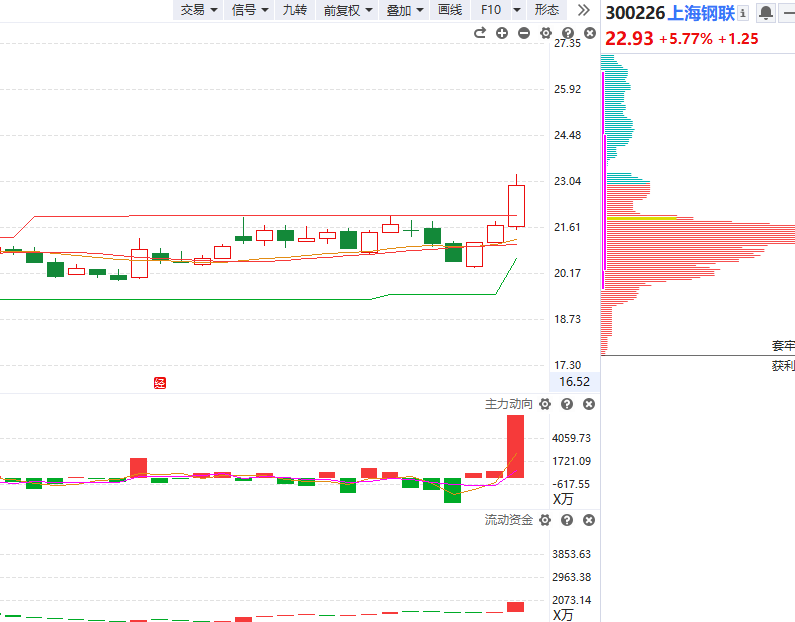 交易 信号 九转 前复权 叠加 画线 F10 形态
300226 上海钢联
22.93 +5.77% +1.25
27.35
25.92
24.48
23.04
21.61
20.17
18.73
17.30
16.52
经
套牢
获利
主力动向
4059.73
1721.09
-617.55
X万
流动资金
3853.63
2963.38
2073.14
X万